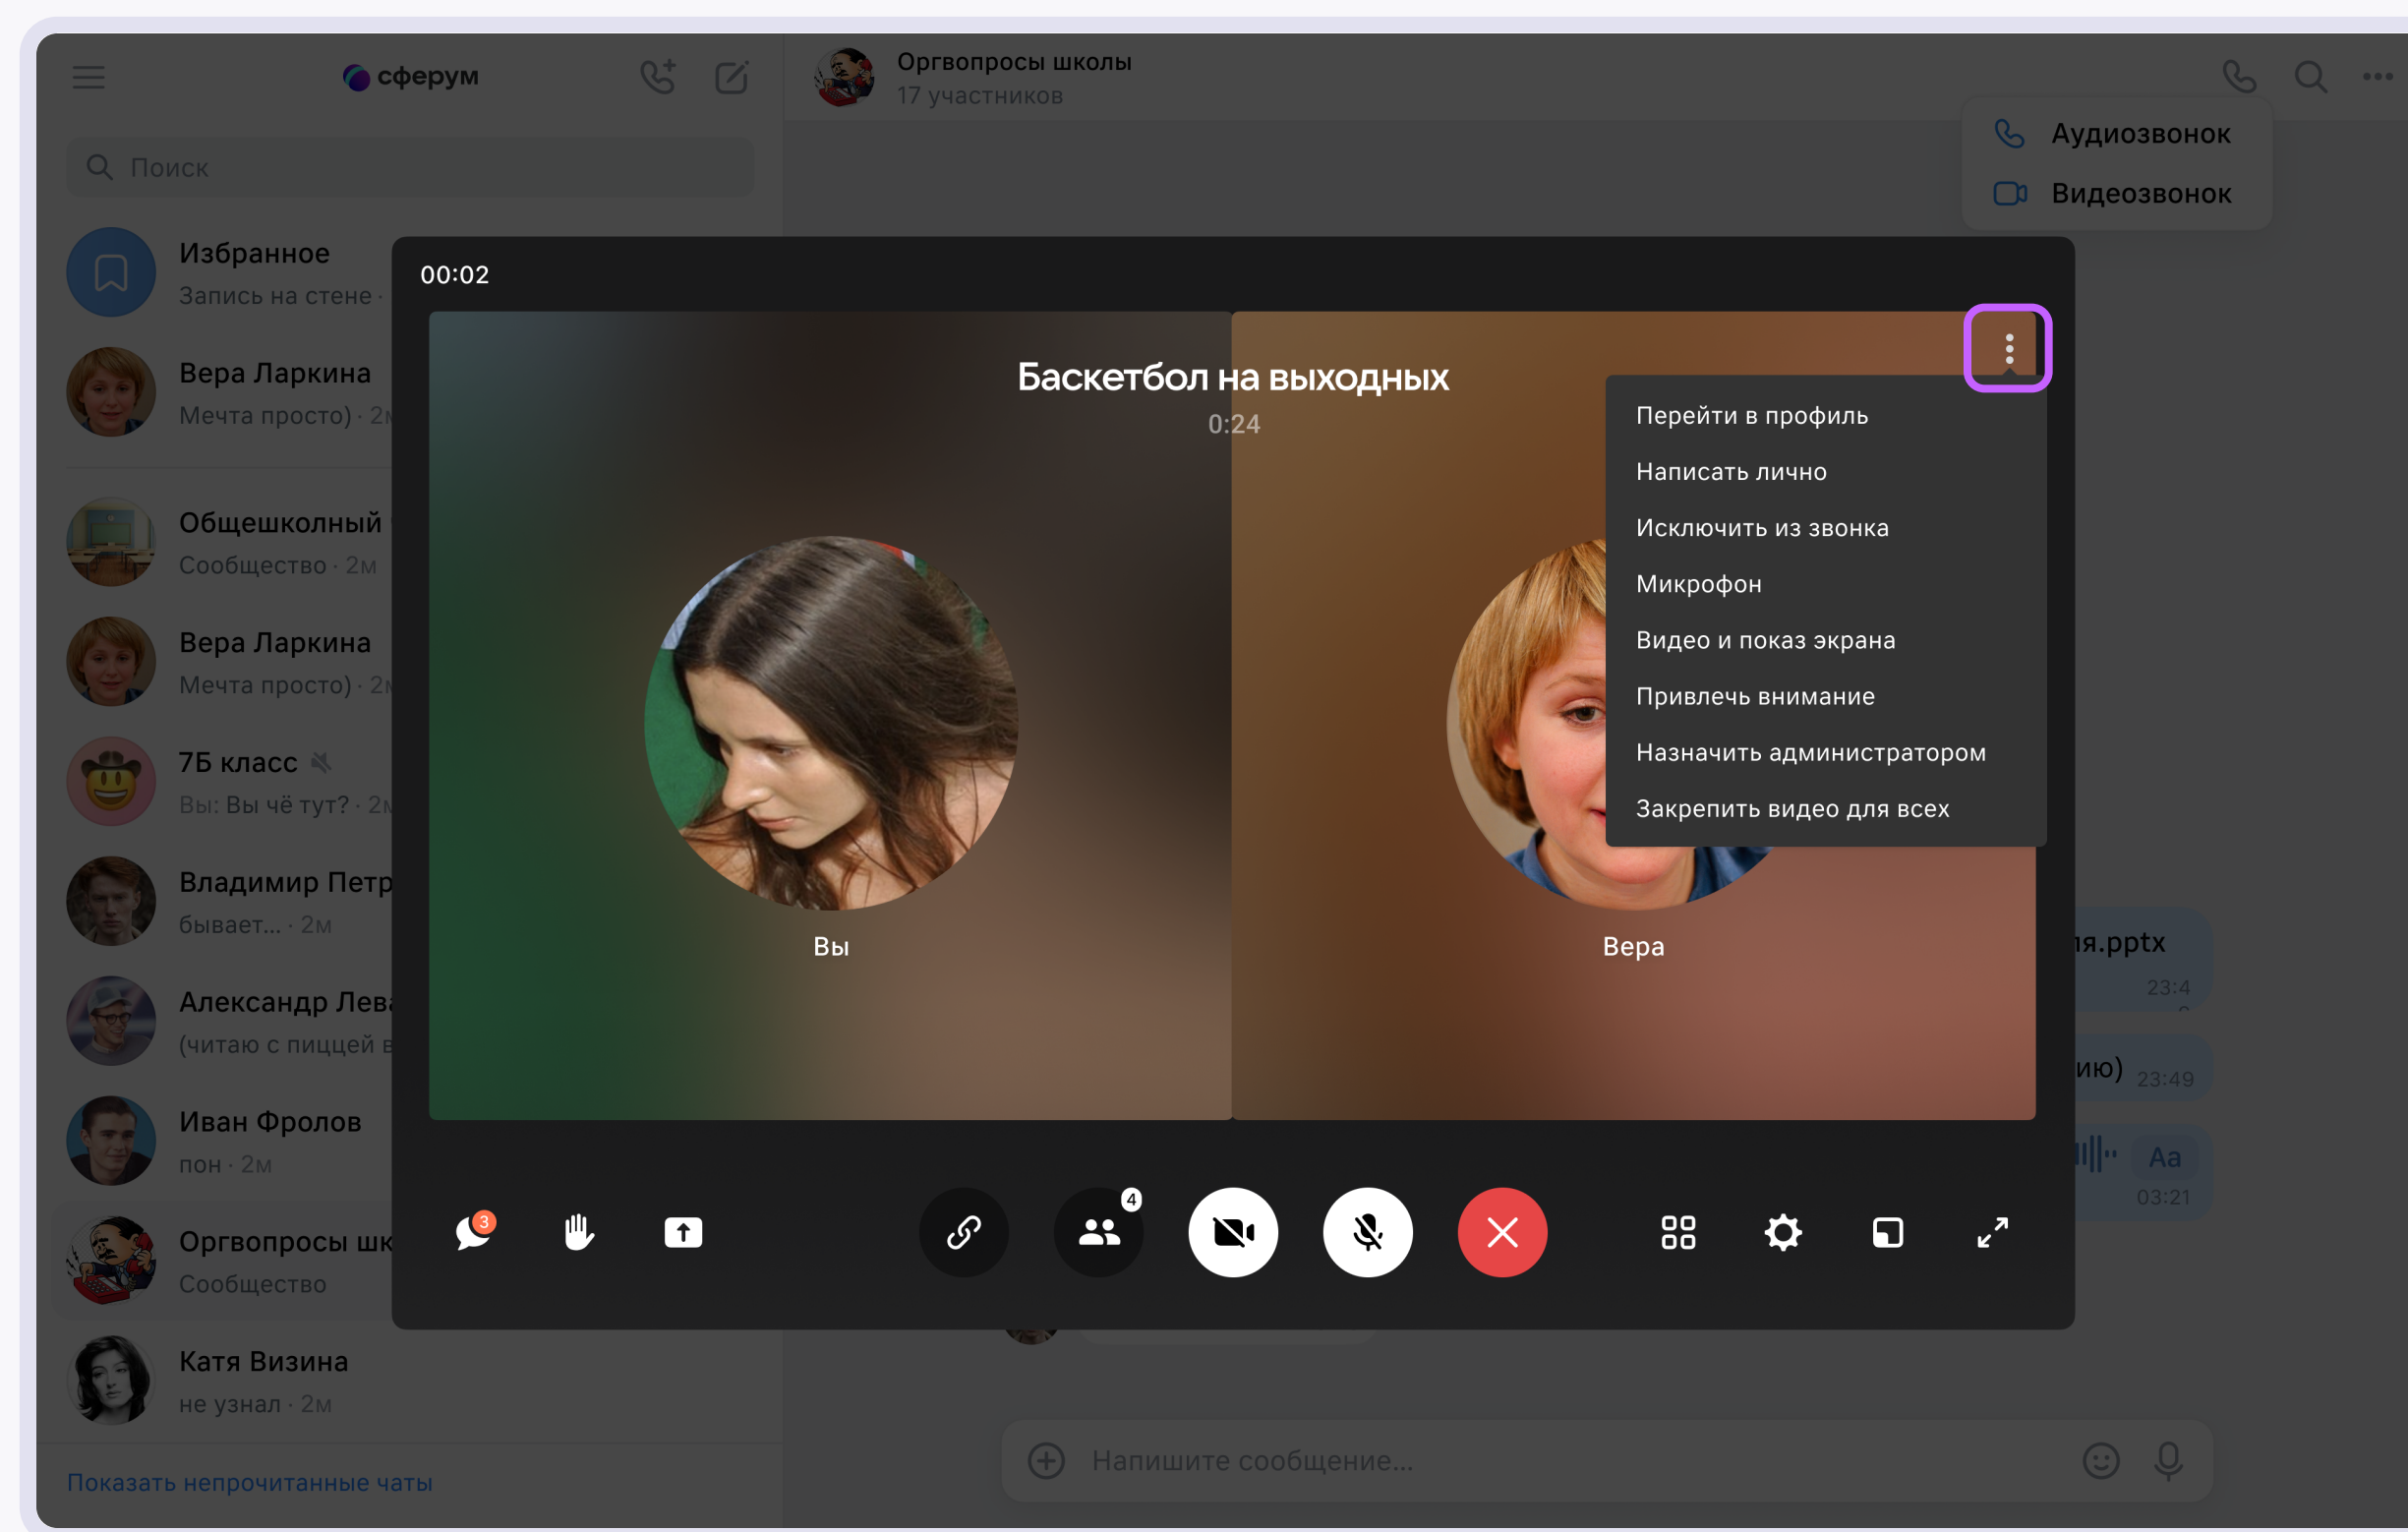 сферум
Поиск
Избранное
Запись на стене ·
Вера Ларкина
Мечта просто) · 2м
Общешкольный
Сообщество · 2м
Вера Ларкина
Мечта просто) · 2м
7Б класс
Вы: Вы чё тут? · 2м
Владимир Петр
бывает... · 2м
Александр Лева
(читаю с пиццей в
Иван Фролов
пон · 2м
Оргвопросы шк
Сообщество
Катя Визина
не узнал · 2м
Показать непрочитанные чаты
Оргвопросы школы
17 участников
Аудиозвонок
Видеозвонок
00:02
Баскетбол на выходных
0:24
Вы
Вера
Перейти в профиль
Написать лично
Исключить из звонка
Микрофон
Видео и показ экрана
Привлечь внимание
Назначить администратором
Закрепить видео для всех
3
4
ля.pptx
23:4
ию) 23:49
Aa
03:21
Напишите сообщение...